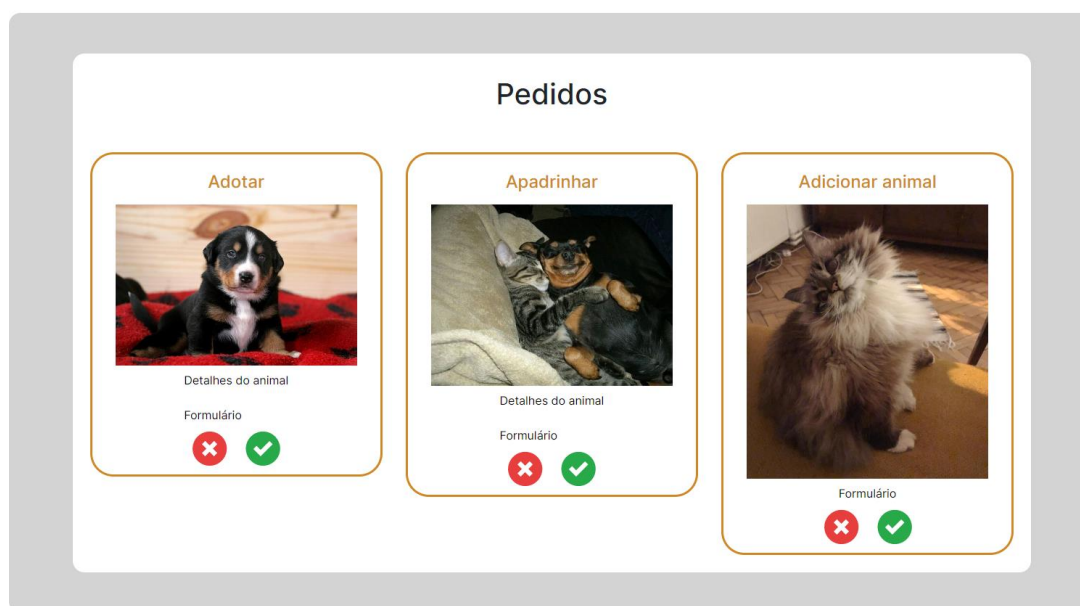 Pedidos
Adotar
Detalhes do animal
Formulário
Apadrinhar
Detalhes do animal
Formulário
Adicionar animal
Formulário